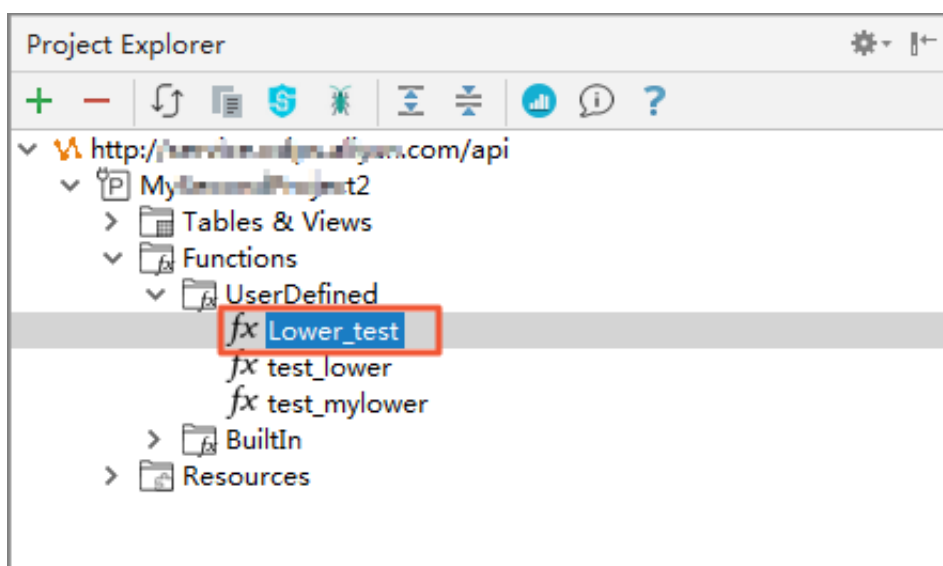 Project Explorer
http:// .com/api
My t2
Tables & Views
Functions
UserDefined
Lower_test
test_lower
test_mylower
BuiltIn
Resources